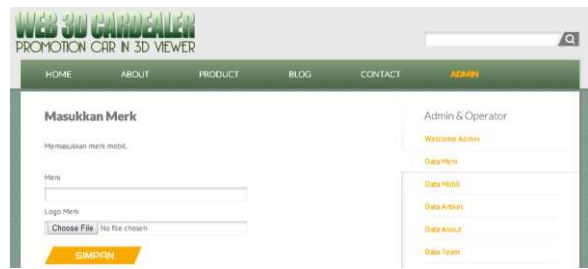 WEB 3D CARDEALER
PROMOTION CAR IN 3D VIEWER
HOME ABOUT PRODUCT BLOG CONTACT ADMIN
Masukkan Merk
Memasukkan merk mobil.
Merk
Logo Merk
Choose File No file chosen
SIMPAN
Admin & Operator
Welcome Admin
Data Merk
Data Mobil
Data Artikel
Data About
Data Team